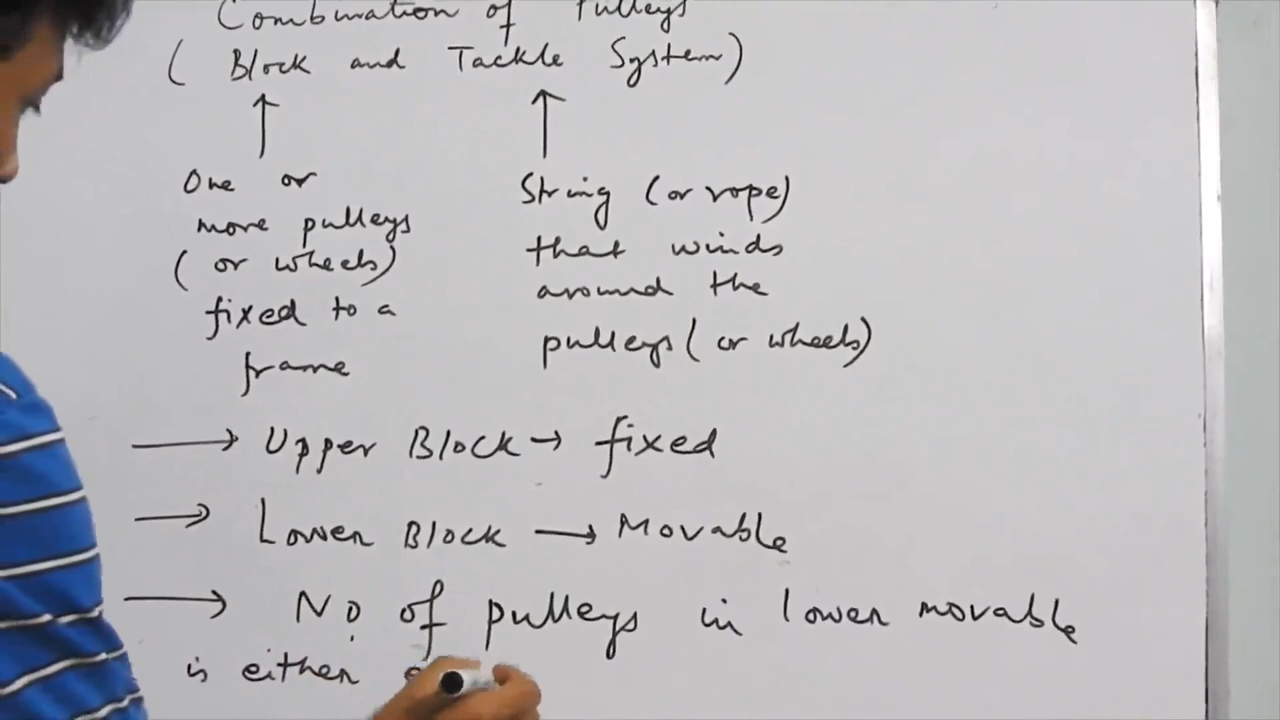 Combination of Pulleys
( Block and Tackle System)
One or
more pulleys
( or wheels)
fixed to a
frame
String (or rope)
that winds
around the
pulleys ( or wheels)
Upper Block → fixed
Lower Block → Movable
No. of pulleys in lower movable
is either